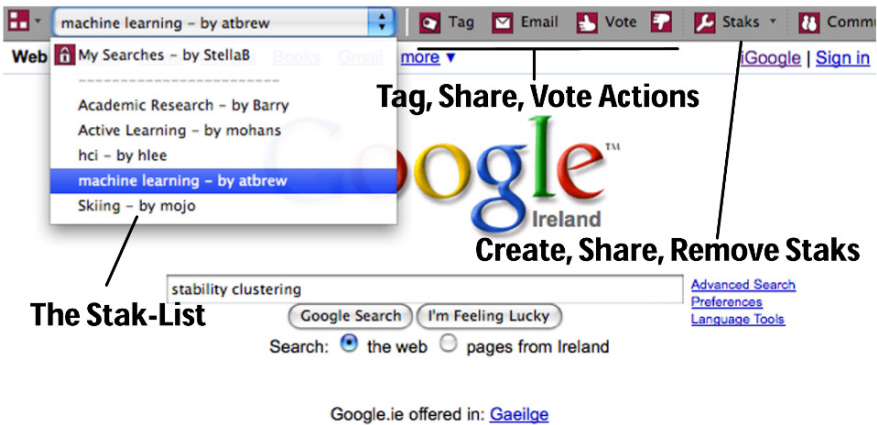 machine learning - by atbrew
Tag Email Vote Staks Commu
My Searches - by StellaB
-------------------------
Academic Research - by Barry
Active Learning - by mohans
hci - by hlee
machine learning - by atbrew
Skiing - by mojo
Web Books Gmail more ▼ iGoogle | Sign in
Tag, Share, Vote Actions
Google™
Ireland
Create, Share, Remove Staks
The Stak-List
stability clustering
Advanced Search
Preferences
Language Tools
Google Search I'm Feeling Lucky
Search: the web pages from Ireland
Google.ie offered in: Gaeilge